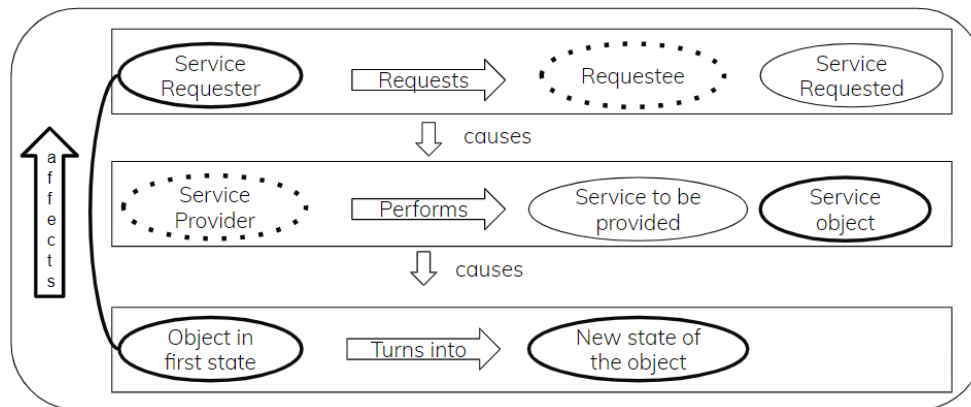 Service
Requester
Requests
Requestee
Service
Requested
causes
affects
Service
Provider
Performs
Service to be
provided
Service
object
causes
Object in
first state
Turns into
New state of
the object